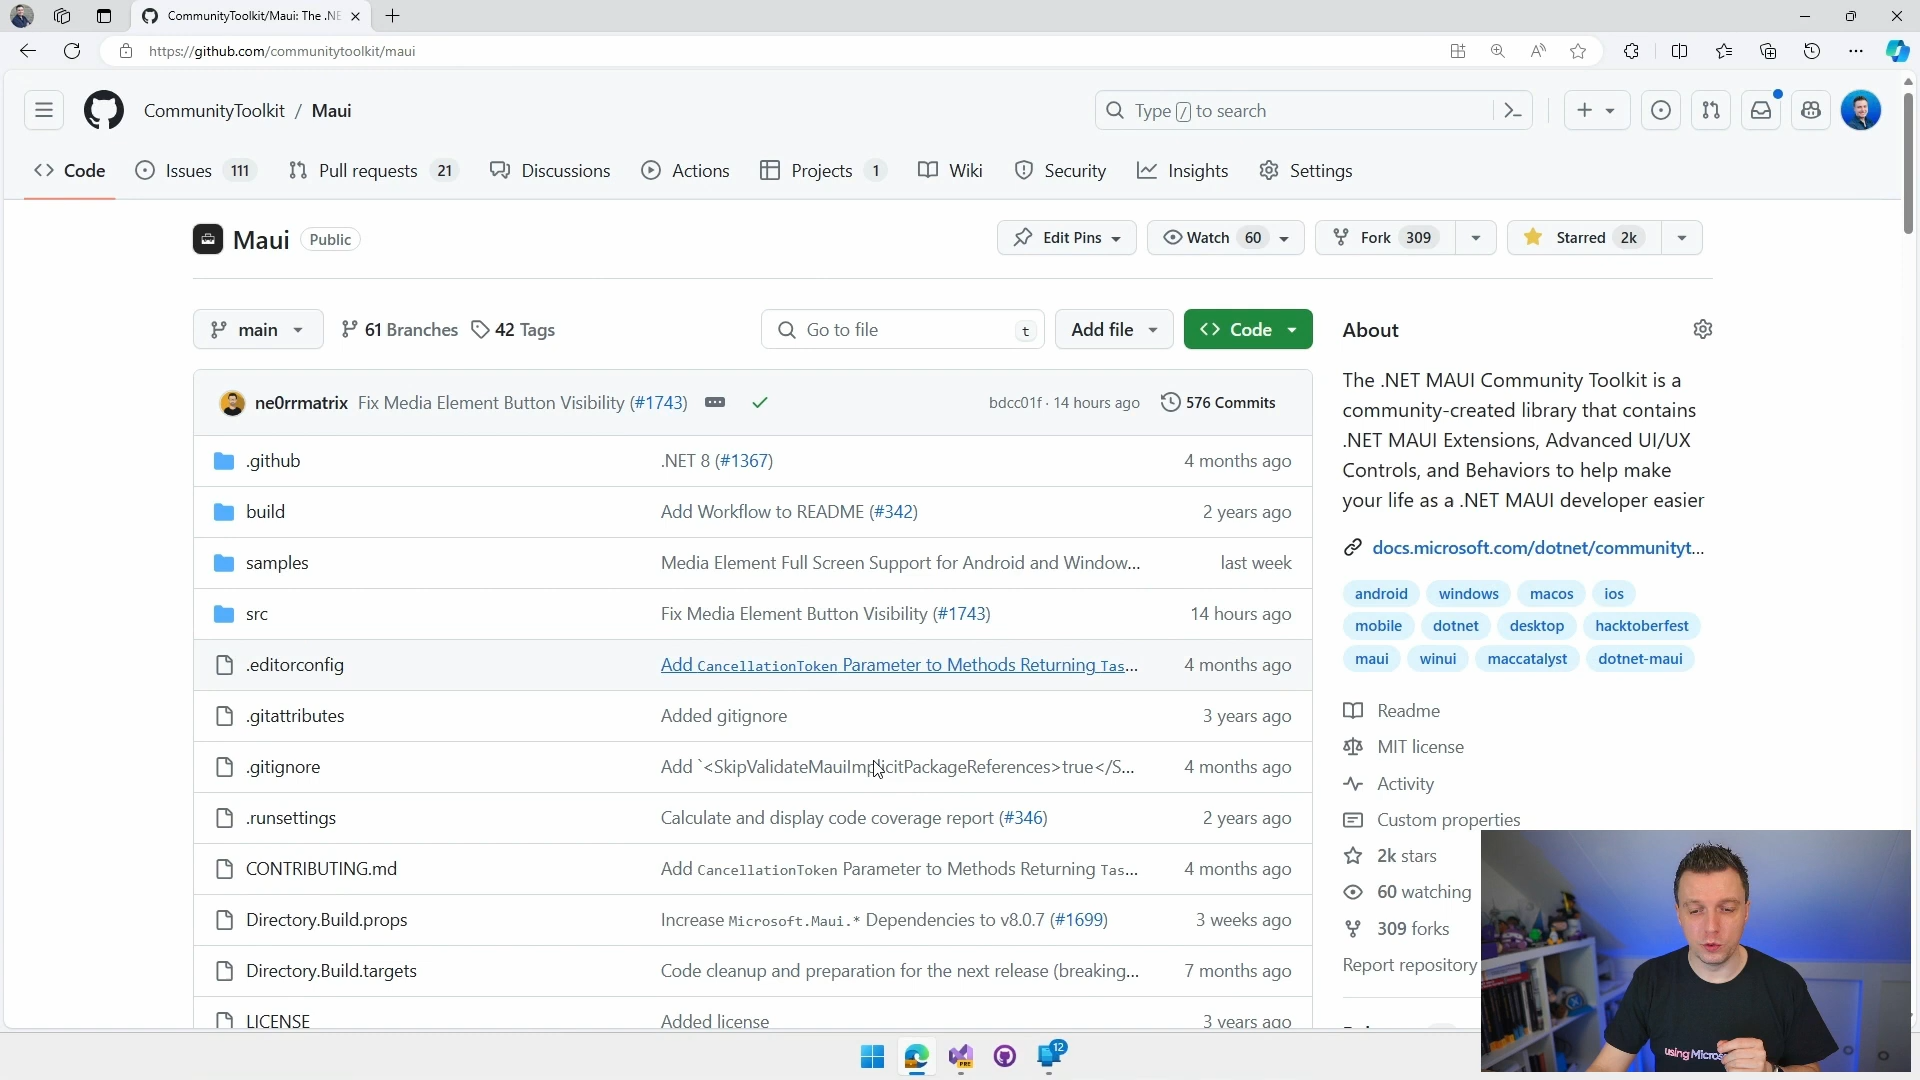 CommunityToolkit/Maui: The .NE
https://github.com/communitytoolkit/maui
CommunityToolkit / Maui
Type / to search
Code
Issues 111
Pull requests 21
Discussions
Actions
Projects 1
Wiki
Security
Insights
Settings
Maui Public
Edit Pins
Watch 60
Fork 309
Starred 2k
main
61 Branches
42 Tags
Go to file t
Add file
Code
ne0rrmatrix Fix Media Element Button Visibility (#1743) bdcc01f · 14 hours ago 576 Commits
.github .NET 8 (#1367) 4 months ago
build Add Workflow to README (#342) 2 years ago
samples Media Element Full Screen Support for Android and Window... last week
src Fix Media Element Button Visibility (#1743) 14 hours ago
.editorconfig Add CancellationToken Parameter to Methods Returning Tas... 4 months ago
.gitattributes Added gitignore 3 years ago
.gitignore Add `<SkipValidateMauiImplicitPackageReferences>true</S... 4 months ago
.runsettings Calculate and display code coverage report (#346) 2 years ago
CONTRIBUTING.md Add CancellationToken Parameter to Methods Returning Tas... 4 months ago
Directory.Build.props Increase Microsoft.Maui.* Dependencies to v8.0.7 (#1699) 3 weeks ago
Directory.Build.targets Code cleanup and preparation for the next release (breaking... 7 months ago
LICENSE Added license 3 years ago
About
The .NET MAUI Community Toolkit is a
community-created library that contains
.NET MAUI Extensions, Advanced UI/UX
Controls, and Behaviors to help make
your life as a .NET MAUI developer easier
docs.microsoft.com/dotnet/communityt...
android windows macos ios
mobile dotnet desktop hacktoberfest
maui winui maccatalyst dotnet-maui
Readme
MIT license
Activity
Custom properties
2k stars
60 watching
309 forks
Report repository
using Micros
PRE
12